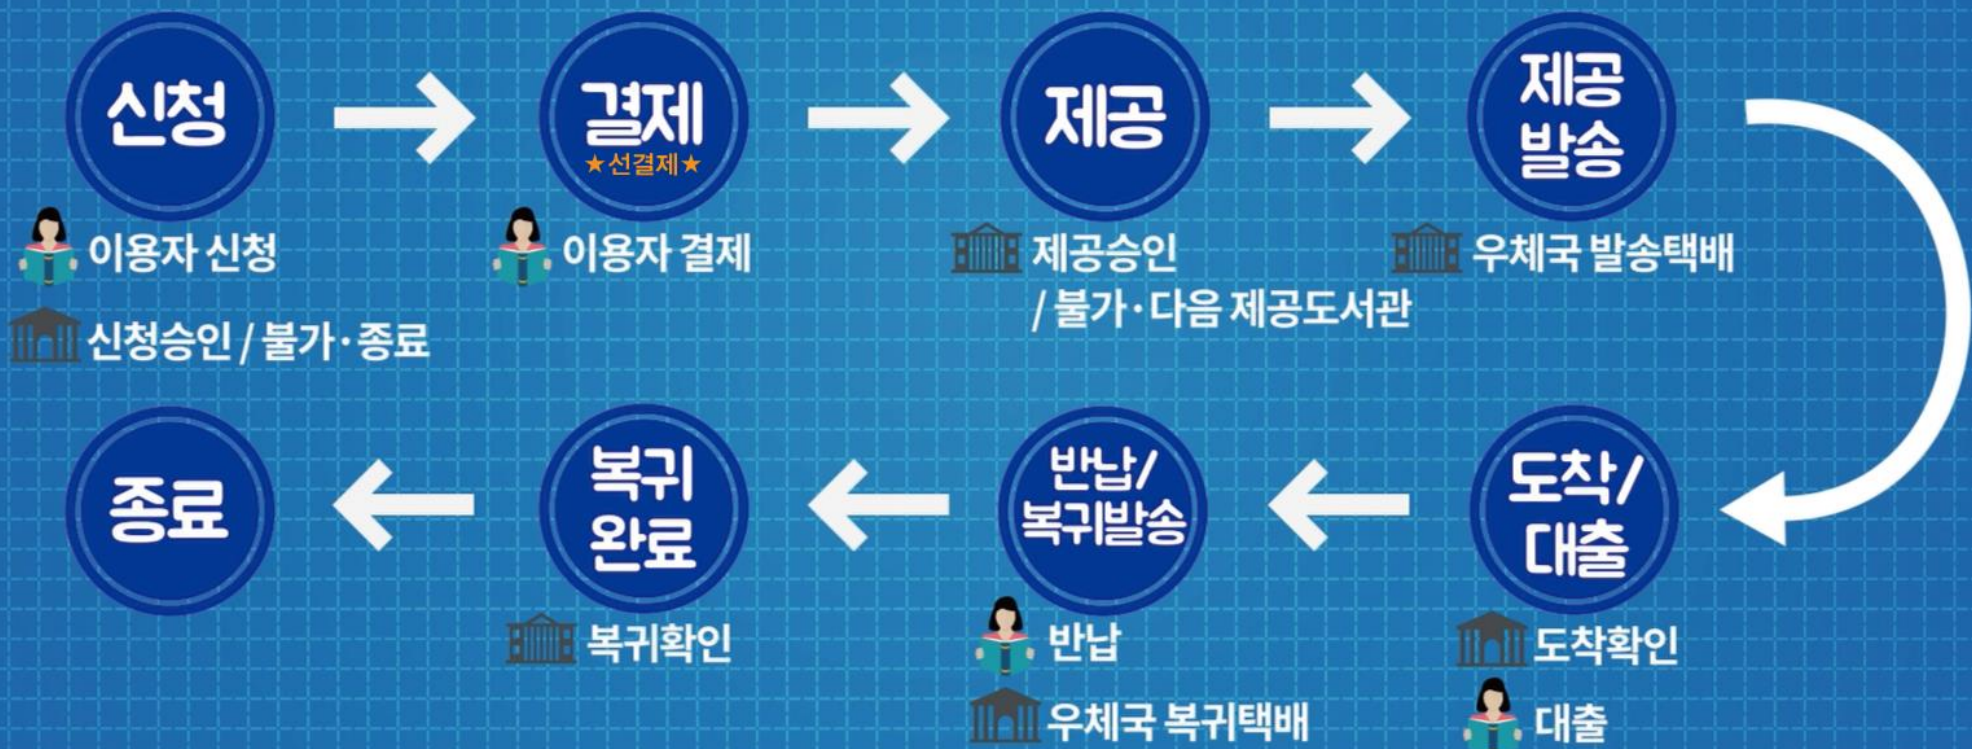 신청
결제
★선결제★
제공
제공
발송
이용자 신청
신청승인 / 불가·종료
이용자 결제
제공승인
/ 불가·다음 제공도서관
우체국 발송택배
도착/
대출
도착확인
대출
반납/
복귀발송
반납
우체국 복귀택배
복귀
완료
복귀확인
종료